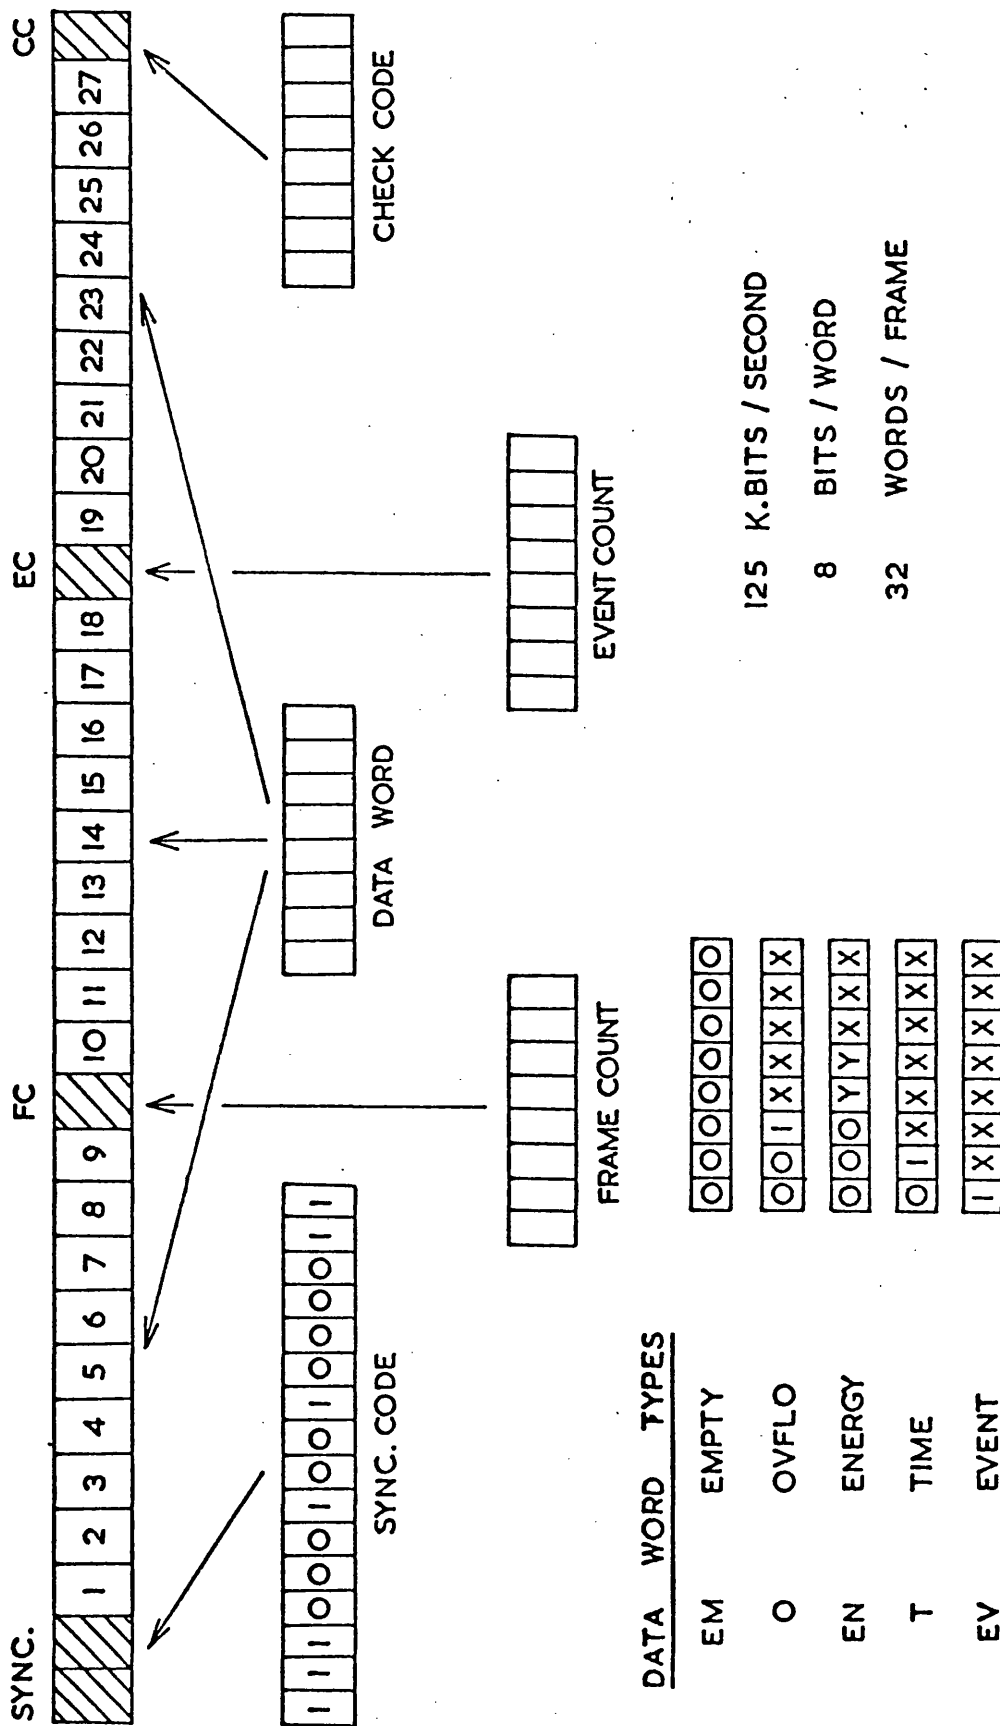 SYNC. FC EC CC
1 2 3 4 5 6 7 8 9 10 11 12 13 14 15 16 17 18 19 20 21 22 23 24 25 26 27
1 1 1 0 0 0 1 0 0 1 0 0 0 0 1 1
SYNC. CODE
DATA WORD
CHECK CODE
FRAME COUNT
EVENT COUNT
DATA WORD TYPES
EM EMPTY 0 0 0 0 0 0 0 0
O OVFLO 0 0 1 X X X X X
EN ENERGY 0 0 0 Y Y X X X
T TIME 0 1 X X X X X X
EV EVENT 1 X X X X X X X
125 K.BITS / SECOND
8 BITS / WORD
32 WORDS / FRAME